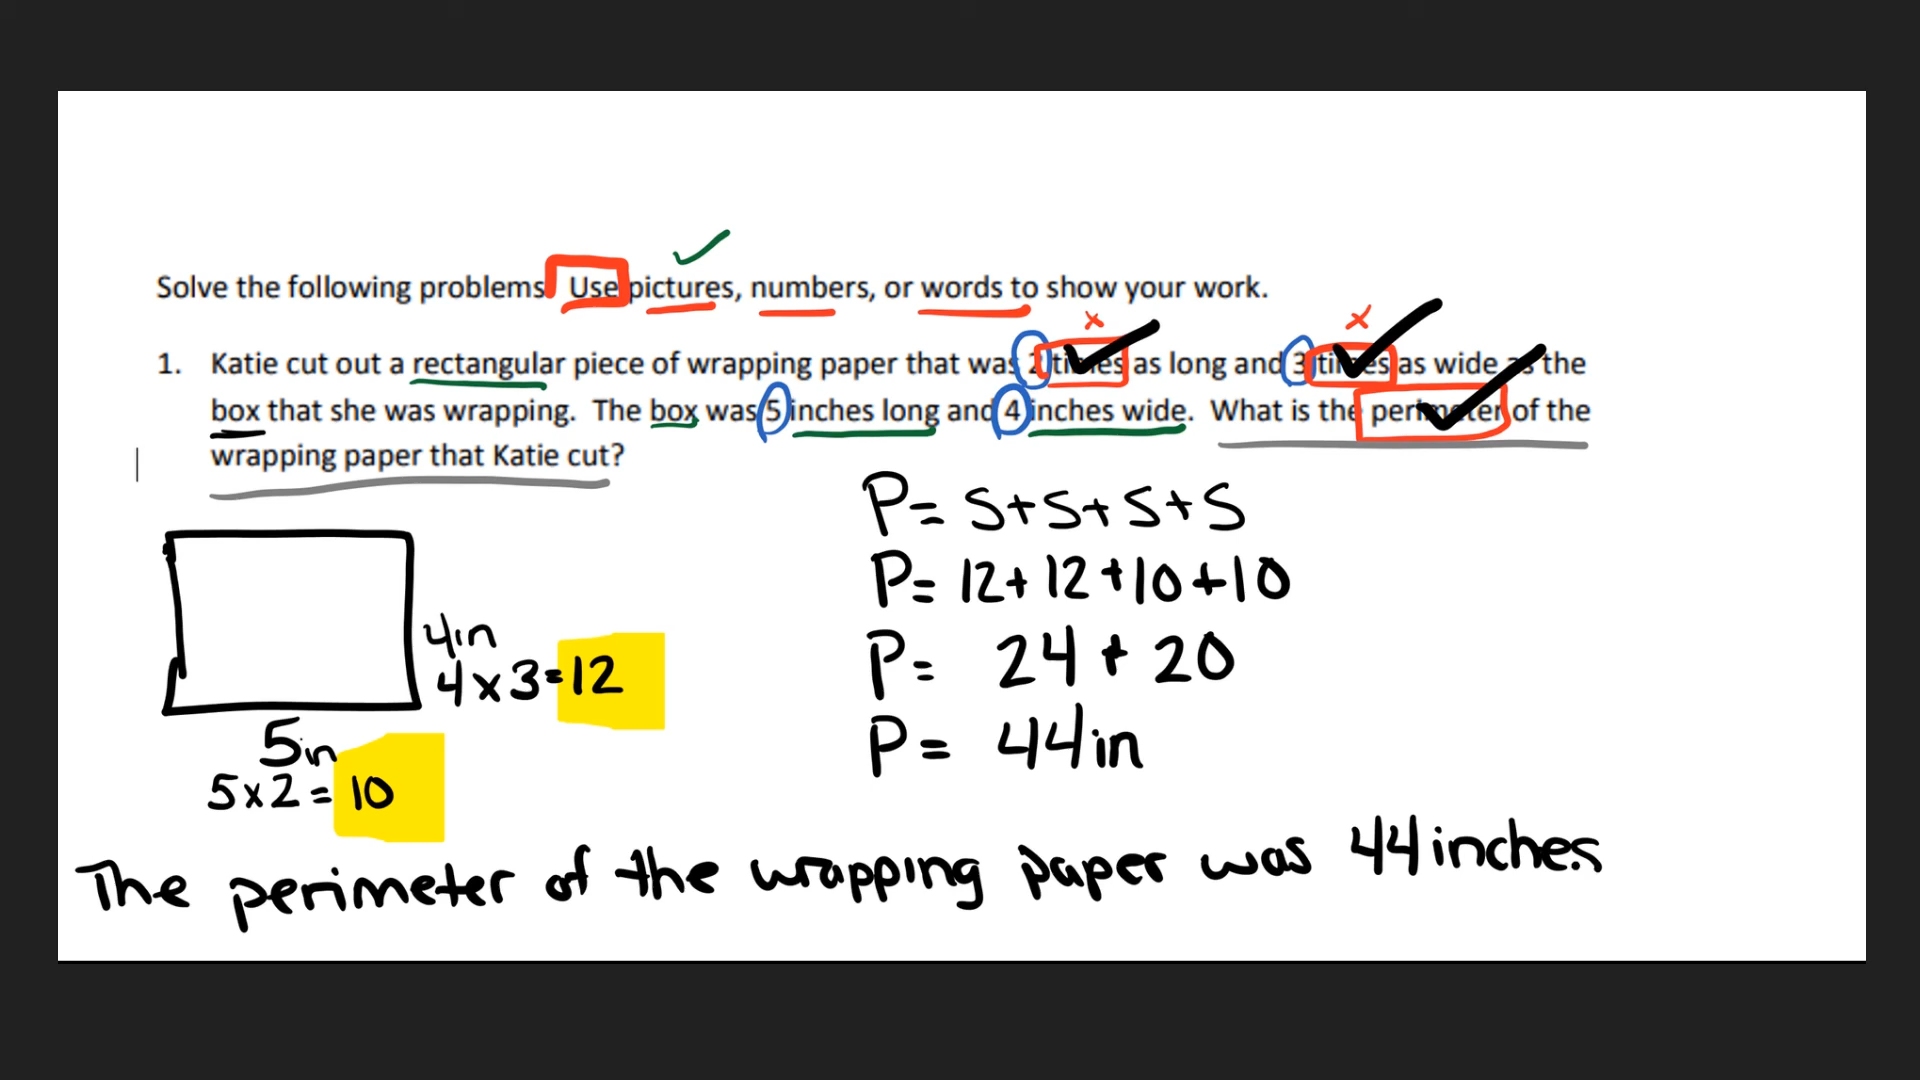 Solve the following problems. Use pictures, numbers, or words to show your work.
x x
1. Katie cut out a rectangular piece of wrapping paper that was 2 times as long and 3 times as wide as the
box that she was wrapping. The box was 5 inches long and 4 inches wide. What is the perimeter of the
wrapping paper that Katie cut?
P= S+S+S+S
P= 12+12+10+10
4in
P= 24+20
4x3=12
5in
P= 44in
5x2=10
The perimeter of the wrapping paper was 44 inches